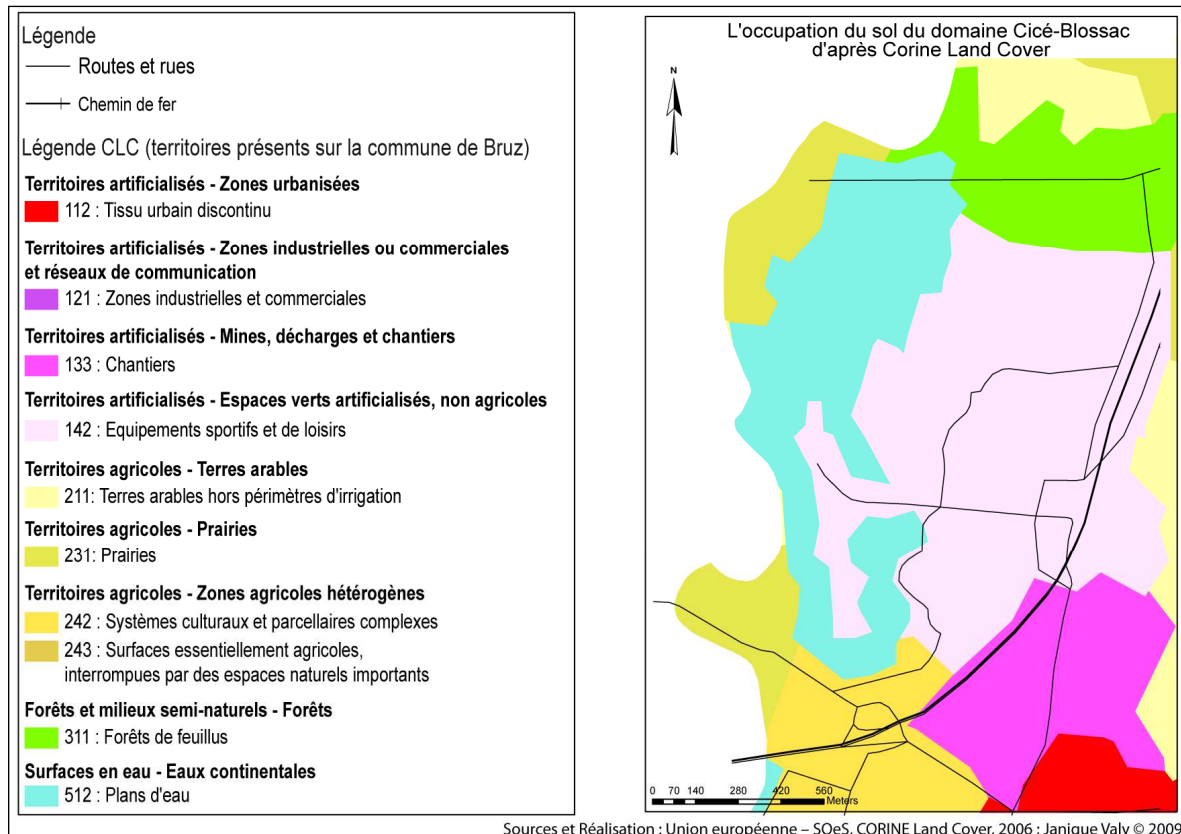 Légende
Routes et rues
Chemin de fer
Légende CLC (territoires présents sur la commune de Bruz)
Territoires artificialisés - Zones urbanisées
112 : Tissu urbain discontinu
Territoires artificialisés - Zones industrielles ou commerciales
et réseaux de communication
121 : Zones industrielles et commerciales
Territoires artificialisés - Mines, décharges et chantiers
133 : Chantiers
Territoires artificialisés - Espaces verts artificialisés, non agricoles
142 : Equipements sportifs et de loisirs
Territoires agricoles - Terres arables
211: Terres arables hors périmètres d'irrigation
Territoires agricoles - Prairies
231: Prairies
Territoires agricoles - Zones agricoles hétérogènes
242 : Systèmes culturaux et parcellaires complexes
243 : Surfaces essentiellement agricoles,
interrompues par des espaces naturels importants
Forêts et milieux semi-naturels - Forêts
311 : Forêts de feuillus
Surfaces en eau - Eaux continentales
512 : Plans d'eau
L'occupation du sol du domaine Cicé-Blossac
d'après Corine Land Cover
N
0 70 140 280 420 560
Meters
Sources et Réalisation : Union européenne – SOeS, CORINE Land Cover, 2006 ; Janique Valy © 2009